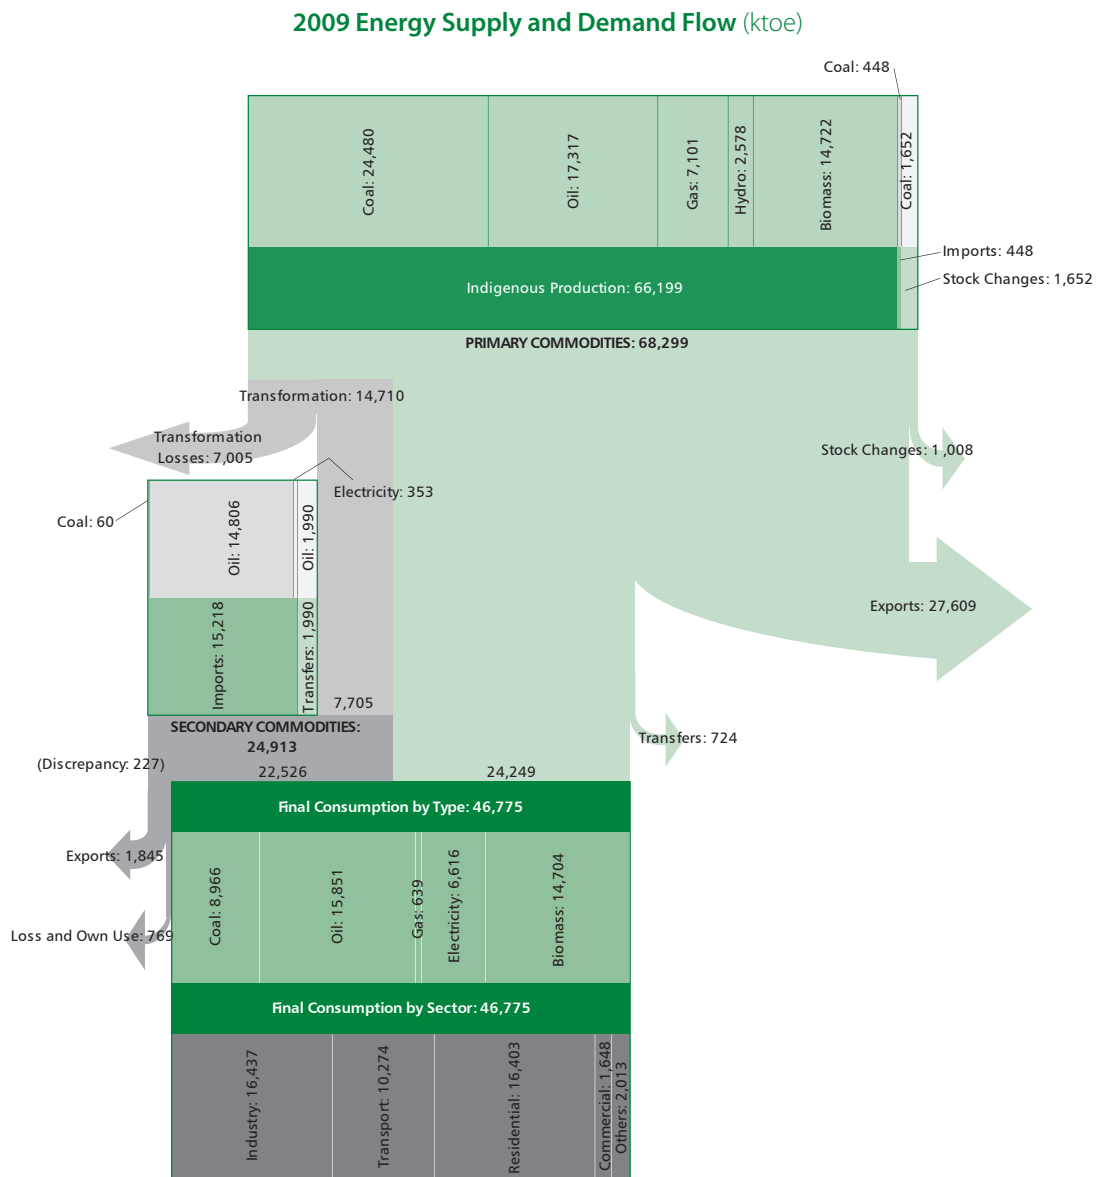 2009 Energy Supply and Demand Flow (ktoe)
Coal: 448
Coal: 24,480
Oil: 17,317
Gas: 7,101
Hydro: 2,578
Biomass: 14,722
Coal: 1,652
Imports: 448
Indigenous Production: 66,199
Stock Changes: 1,652
PRIMARY COMMODITIES: 68,299
Transformation: 14,710
Transformation
Losses: 7,005
Stock Changes: 1,008
Electricity: 353
Coal: 60
Oil: 14,806
Oil: 1,990
Exports: 27,609
Imports: 15,218
Transfers: 1,990
7,705
SECONDARY COMMODITIES:
24,913
Transfers: 724
(Discrepancy: 227)
22,526
24,249
Final Consumption by Type: 46,775
Exports: 1,845
Coal: 8,966
Oil: 15,851
Gas: 639
Electricity: 6,616
Biomass: 14,704
Loss and Own Use: 769
Final Consumption by Sector: 46,775
Industry: 16,437
Transport: 10,274
Residential: 16,403
Commercial: 1,648
Others: 2,013